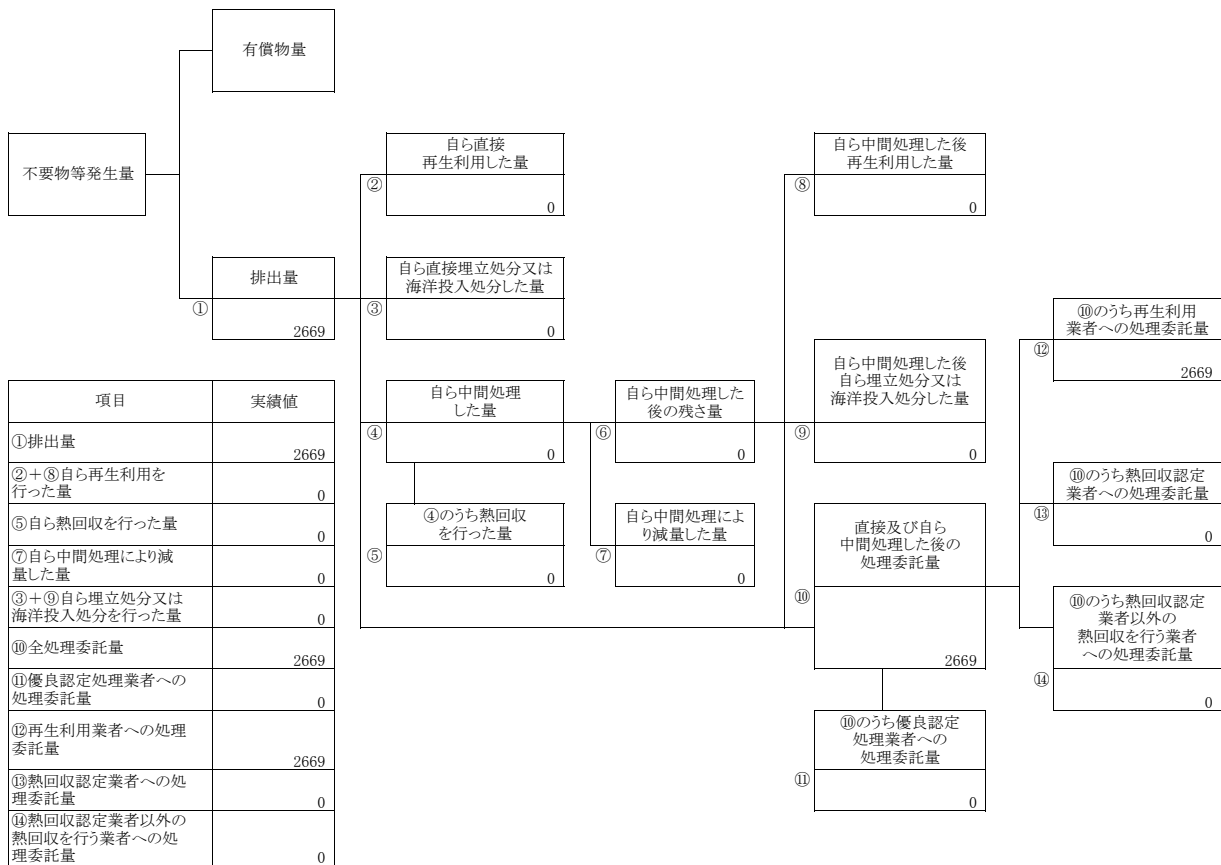 有償物量
不要物等発生量
自ら直接
再生利用した量
②
0
自ら中間処理した後
再生利用した量
⑧
0
排出量
①
2669
自ら直接埋立処分又は
海洋投入処分した量
③
0
⑩のうち再生利用
業者への処理委託量
⑫
2669
自ら中間処理
した量
④
0
自ら中間処理した
後の残さ量
⑥
0
自ら中間処理した後
自ら埋立処分又は
海洋投入処分した量
⑨
0
⑩のうち熱回収認定
業者への処理委託量
⑬
0
④のうち熱回収
を行った量
⑤
0
自ら中間処理によ
り減量した量
⑦
0
直接及び自ら
中間処理した後の
処理委託量
⑩
2669
⑩のうち熱回収認定
業者以外の
熱回収を行う業者
への処理委託量
⑭
0
⑩のうち優良認定
処理業者への
処理委託量
⑪
0
項目 実績値
①排出量 2669
②+⑧自ら再生利用を
行った量 0
⑤自ら熱回収を行った量 0
⑦自ら中間処理により減
量した量 0
③+⑨自ら埋立処分又は
海洋投入処分を行った量 0
⑩全処理委託量 2669
⑪優良認定処理業者への
処理委託量 0
⑫再生利用業者への処理
委託量 2669
⑬熱回収認定業者への処
理委託量 0
⑭熱回収認定業者以外の
熱回収を行う業者への処
理委託量 0